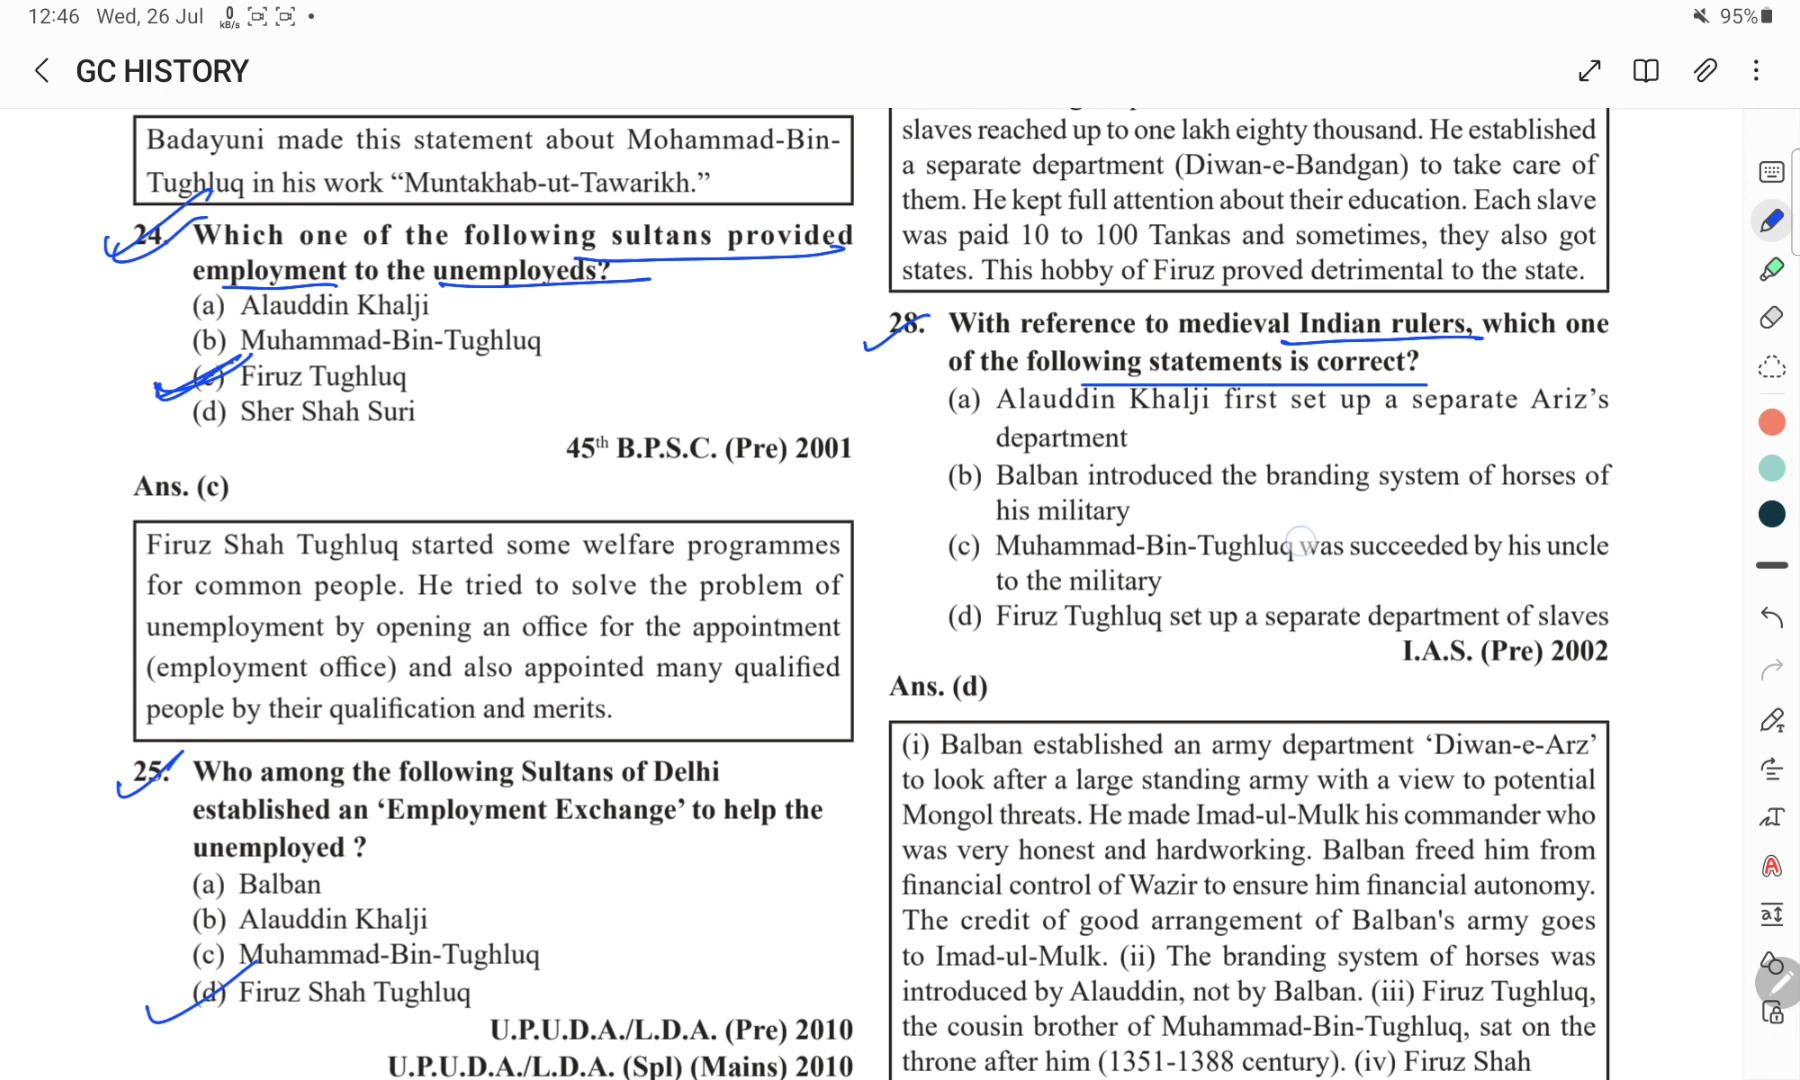 12:46 Wed, 26 Jul 0 kB/s 95%
GC HISTORY
Badayuni made this statement about Mohammad-Bin-
Tughluq in his work “Muntakhab-ut-Tawarikh.”
24. Which one of the following sultans provided
employment to the unemployeds?
(a) Alauddin Khalji
(b) Muhammad-Bin-Tughluq
(c) Firuz Tughluq
(d) Sher Shah Suri
45th B.P.S.C. (Pre) 2001
Ans. (c)
Firuz Shah Tughluq started some welfare programmes
for common people. He tried to solve the problem of
unemployment by opening an office for the appointment
(employment office) and also appointed many qualified
people by their qualification and merits.
25. Who among the following Sultans of Delhi
established an ‘Employment Exchange’ to help the
unemployed ?
(a) Balban
(b) Alauddin Khalji
(c) Muhammad-Bin-Tughluq
(d) Firuz Shah Tughluq
U.P.U.D.A./L.D.A. (Pre) 2010
U.P.U.D.A./L.D.A. (Spl) (Mains) 2010
slaves reached up to one lakh eighty thousand. He established
a separate department (Diwan-e-Bandgan) to take care of
them. He kept full attention about their education. Each slave
was paid 10 to 100 Tankas and sometimes, they also got
states. This hobby of Firuz proved detrimental to the state.
28. With reference to medieval Indian rulers, which one
of the following statements is correct?
(a) Alauddin Khalji first set up a separate Ariz’s
department
(b) Balban introduced the branding system of horses of
his military
(c) Muhammad-Bin-Tughluq was succeeded by his uncle
to the military
(d) Firuz Tughluq set up a separate department of slaves
I.A.S. (Pre) 2002
Ans. (d)
(i) Balban established an army department ‘Diwan-e-Arz’
to look after a large standing army with a view to potential
Mongol threats. He made Imad-ul-Mulk his commander who
was very honest and hardworking. Balban freed him from
financial control of Wazir to ensure him financial autonomy.
The credit of good arrangement of Balban's army goes
to Imad-ul-Mulk. (ii) The branding system of horses was
introduced by Alauddin, not by Balban. (iii) Firuz Tughluq,
the cousin brother of Muhammad-Bin-Tughluq, sat on the
throne after him (1351-1388 century). (iv) Firuz Shah